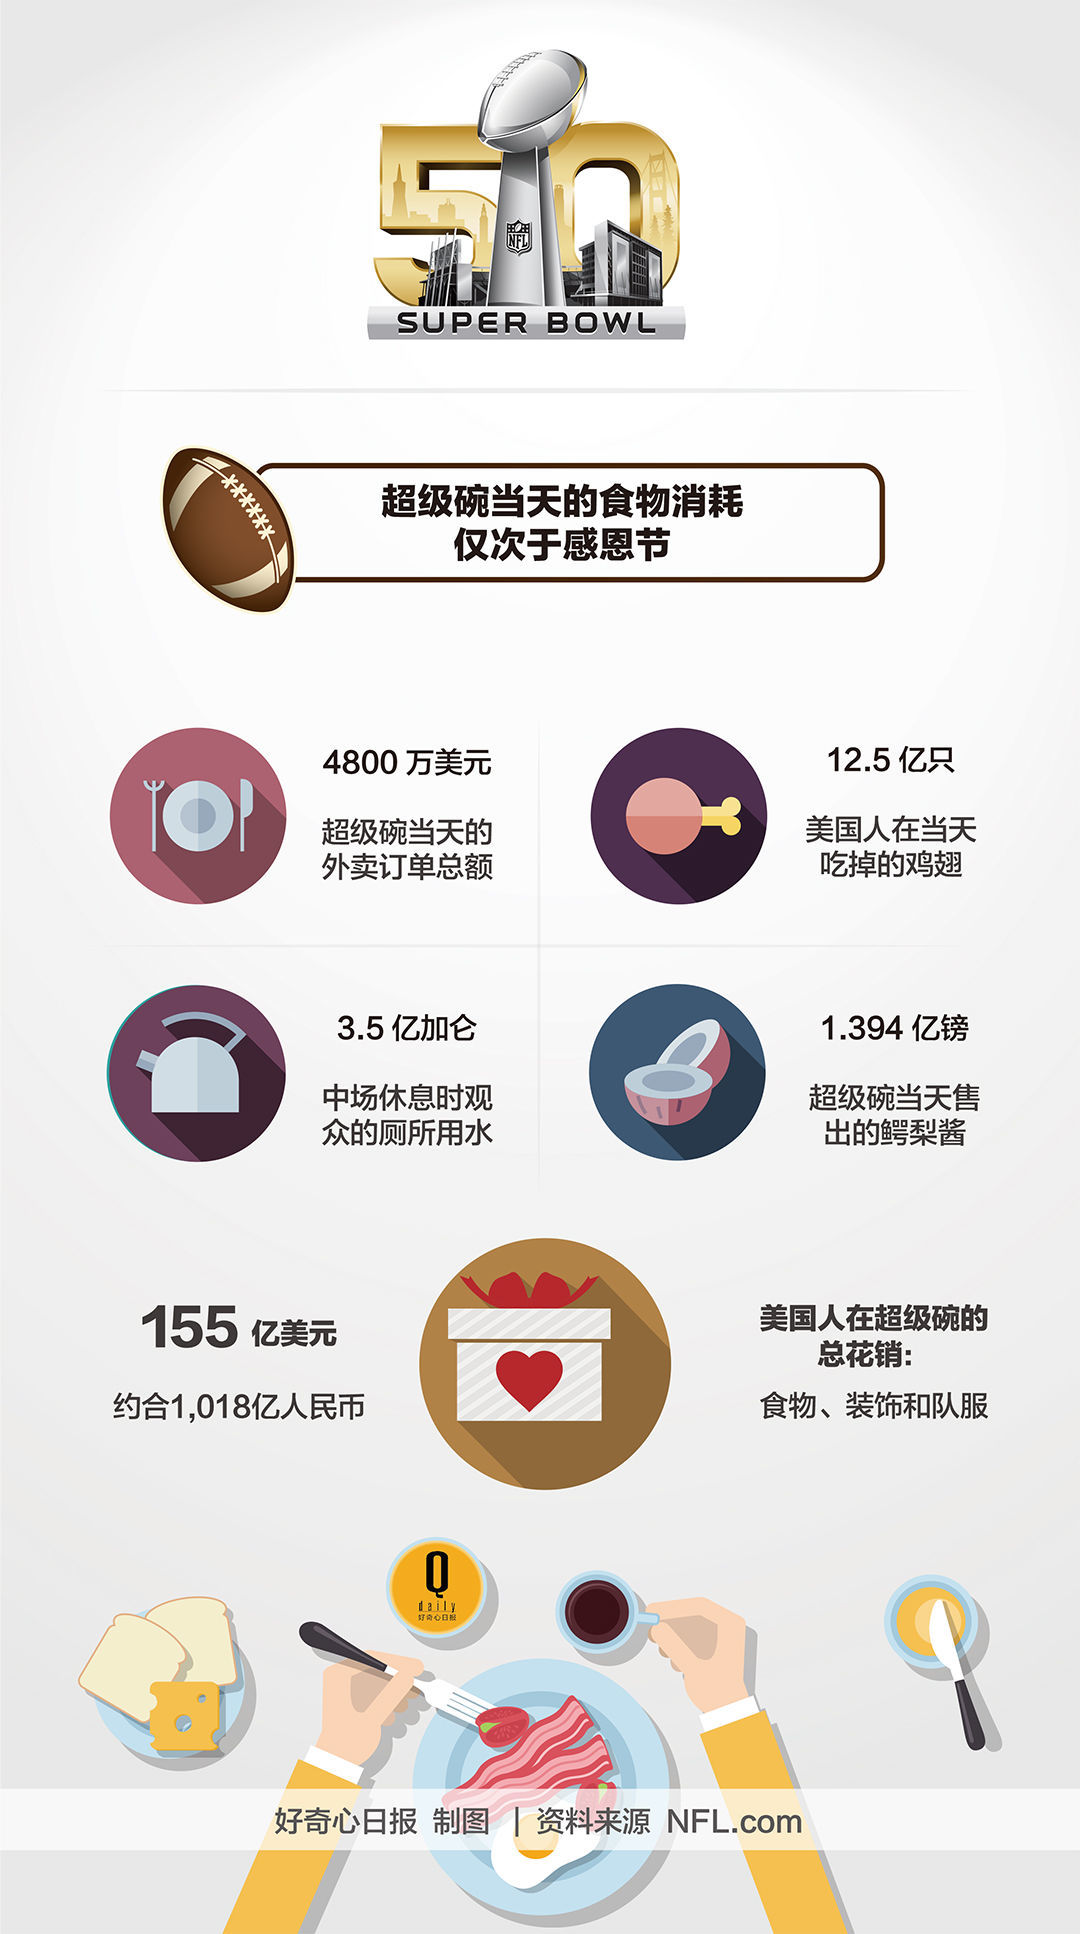 50
NFL
SUPER BOWL
超级碗当天的食物消耗
仅次于感恩节
4800 万美元
超级碗当天的
外卖订单总额
12.5 亿只
美国人在当天
吃掉的鸡翅
3.5 亿加仑
中场休息时观
众的厕所用水
1.394 亿镑
超级碗当天售
出的鳄梨酱
155 亿美元
约合1,018亿人民币
美国人在超级碗的
总花销:
食物、装饰和队服
Q
daily
好奇心日报
好奇心日报 制图 | 资料来源 NFL.com